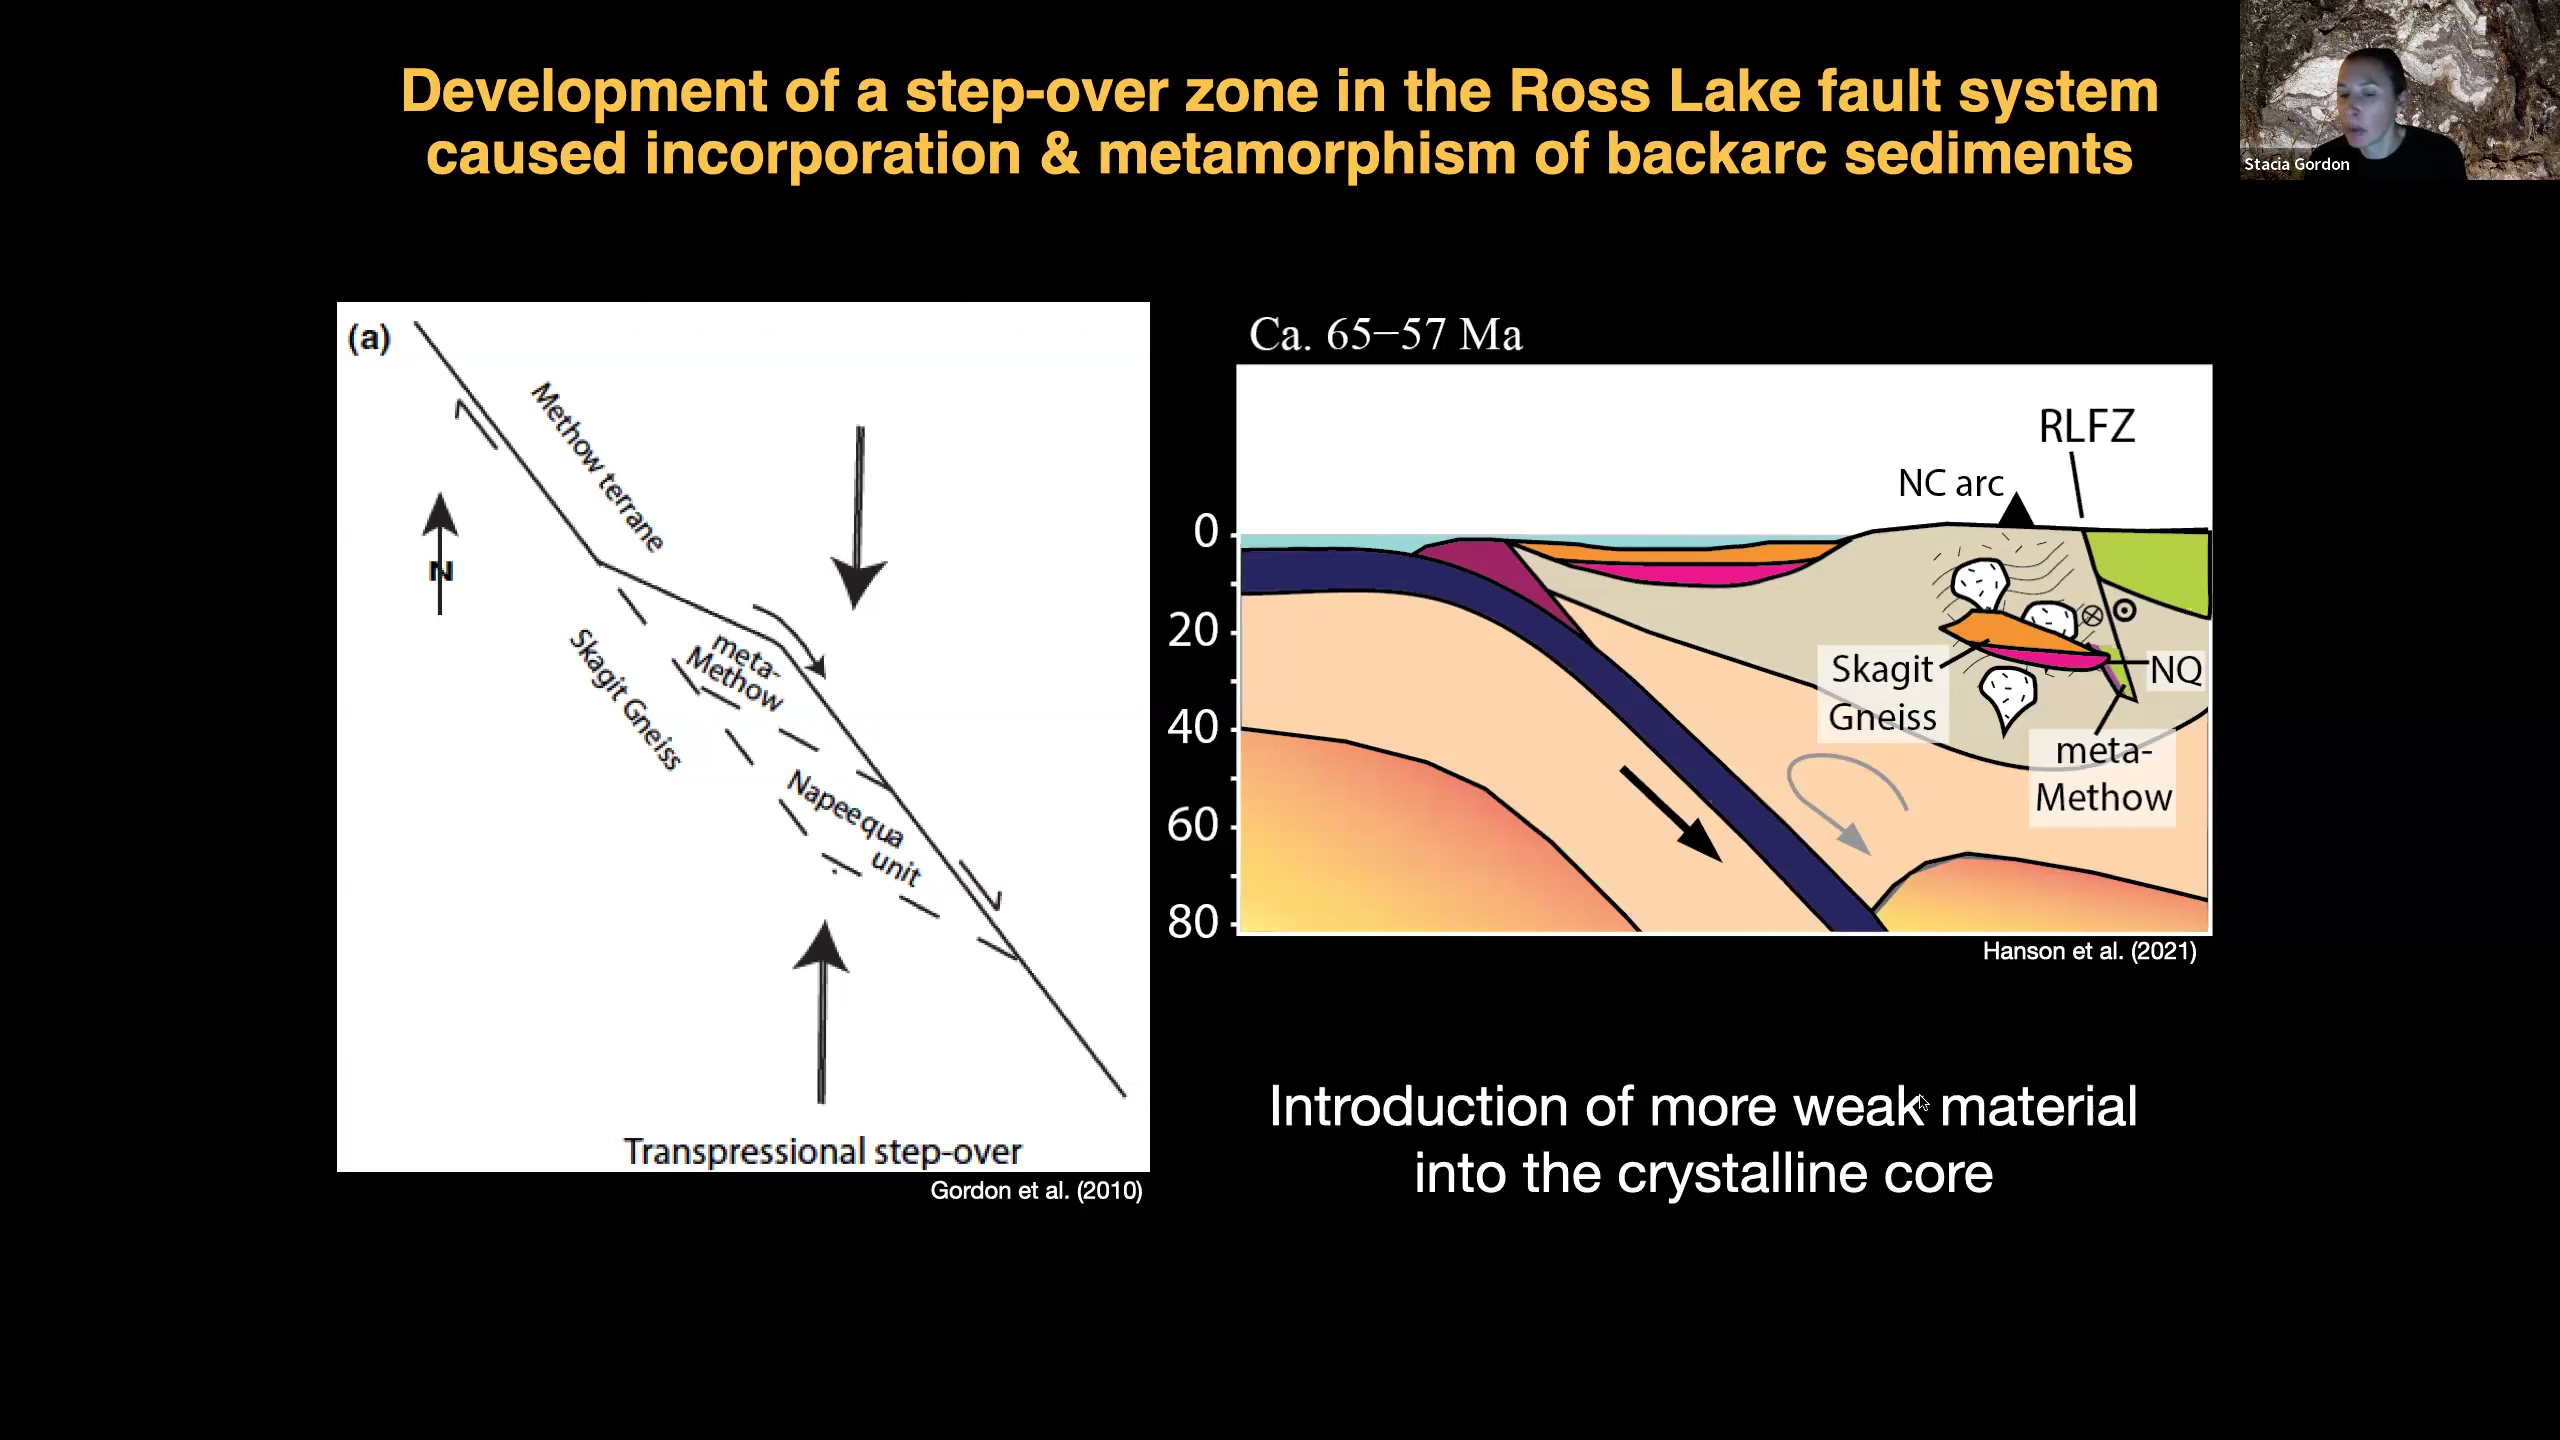 Development of a step-over zone in the Ross Lake fault system
caused incorporation & metamorphism of backarc sediments
Stacia Gordon
(a)
Methow terrane
N
meta-
Methow
Skagit Gneiss
Napeequa
unit
Transpressional step-over
Gordon et al. (2010)
Ca. 65–57 Ma
RLFZ
NC arc
0
20
40
60
80
Skagit
Gneiss
NQ
meta-
Methow
Hanson et al. (2021)
Introduction of more weak material
into the crystalline core